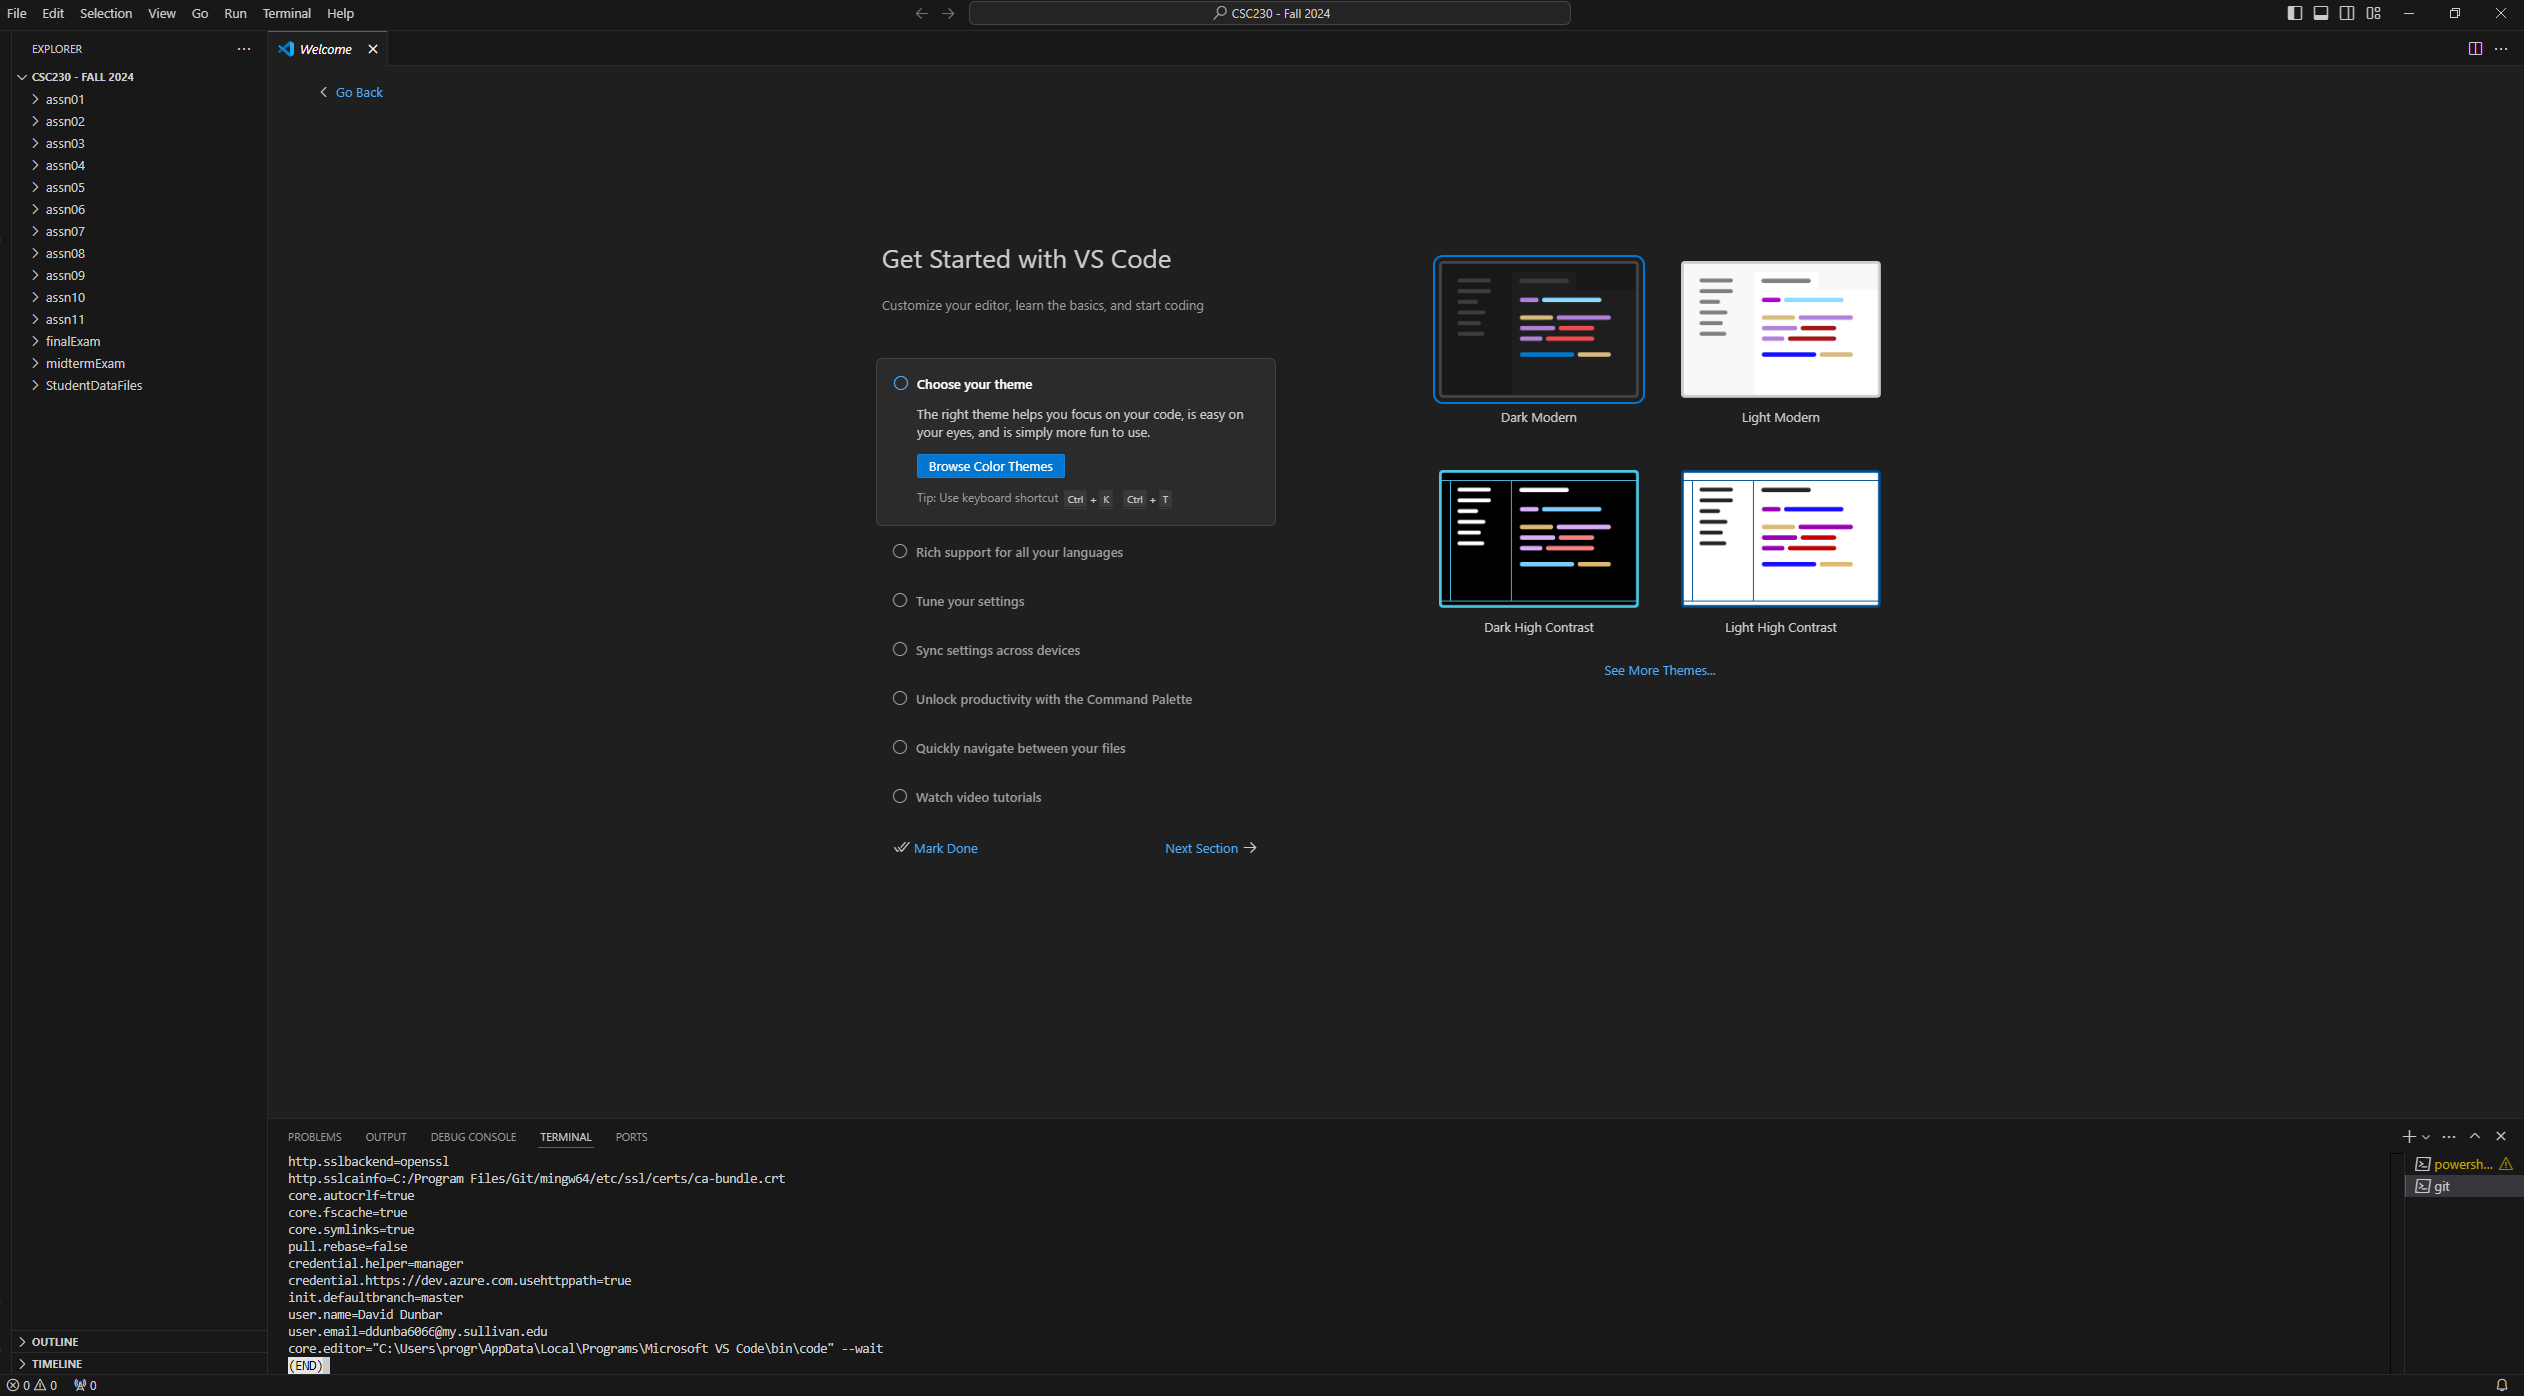 File Edit Selection View Go Run Terminal Help
CSC230 - Fall 2024
EXPLORER
Welcome
CSC230 - FALL 2024
assn01
assn02
assn03
assn04
assn05
assn06
assn07
assn08
assn09
assn10
assn11
finalExam
midtermExam
StudentDataFiles
OUTLINE
TIMELINE
Go Back
Get Started with VS Code
Customize your editor, learn the basics, and start coding
Choose your theme
The right theme helps you focus on your code, is easy on
your eyes, and is simply more fun to use.
Browse Color Themes
Tip: Use keyboard shortcut Ctrl + K Ctrl + T
Rich support for all your languages
Tune your settings
Sync settings across devices
Unlock productivity with the Command Palette
Quickly navigate between your files
Watch video tutorials
Mark Done
Next Section
Dark Modern
Light Modern
Dark High Contrast
Light High Contrast
See More Themes...
PROBLEMS OUTPUT DEBUG CONSOLE TERMINAL PORTS
http.sslbackend=openssl
http.sslcainfo=C:/Program Files/Git/mingw64/etc/ssl/certs/ca-bundle.crt
core.autocrlf=true
core.fscache=true
core.symlinks=true
pull.rebase=false
credential.helper=manager
credential.https://dev.azure.com.usehttppath=true
init.defaultbranch=master
user.name=David Dunbar
user.email=ddunba6066@my.sullivan.edu
core.editor="C:\Users\progr\AppData\Local\Programs\Microsoft VS Code\bin\code" --wait
(END)
powersh...
git
0 0 0